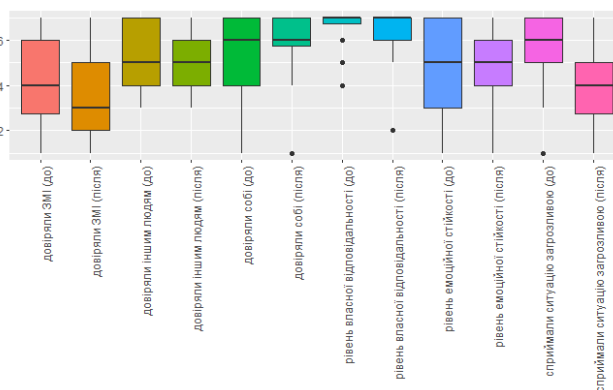 6
4
2
довіряли ЗМІ (до)
довіряли ЗМІ (після)
довіряли іншим людям (до)
довіряли іншим людям (після)
довіряли собі (до)
довіряли собі (після)
рівень власної відповідальності (до)
рівень власної відповідальності (після)
рівень емоційної стійкості (до)
рівень емоційної стійкості (після)
сприймали ситуацію загрозливою (до)
сприймали ситуацію загрозливою (після)